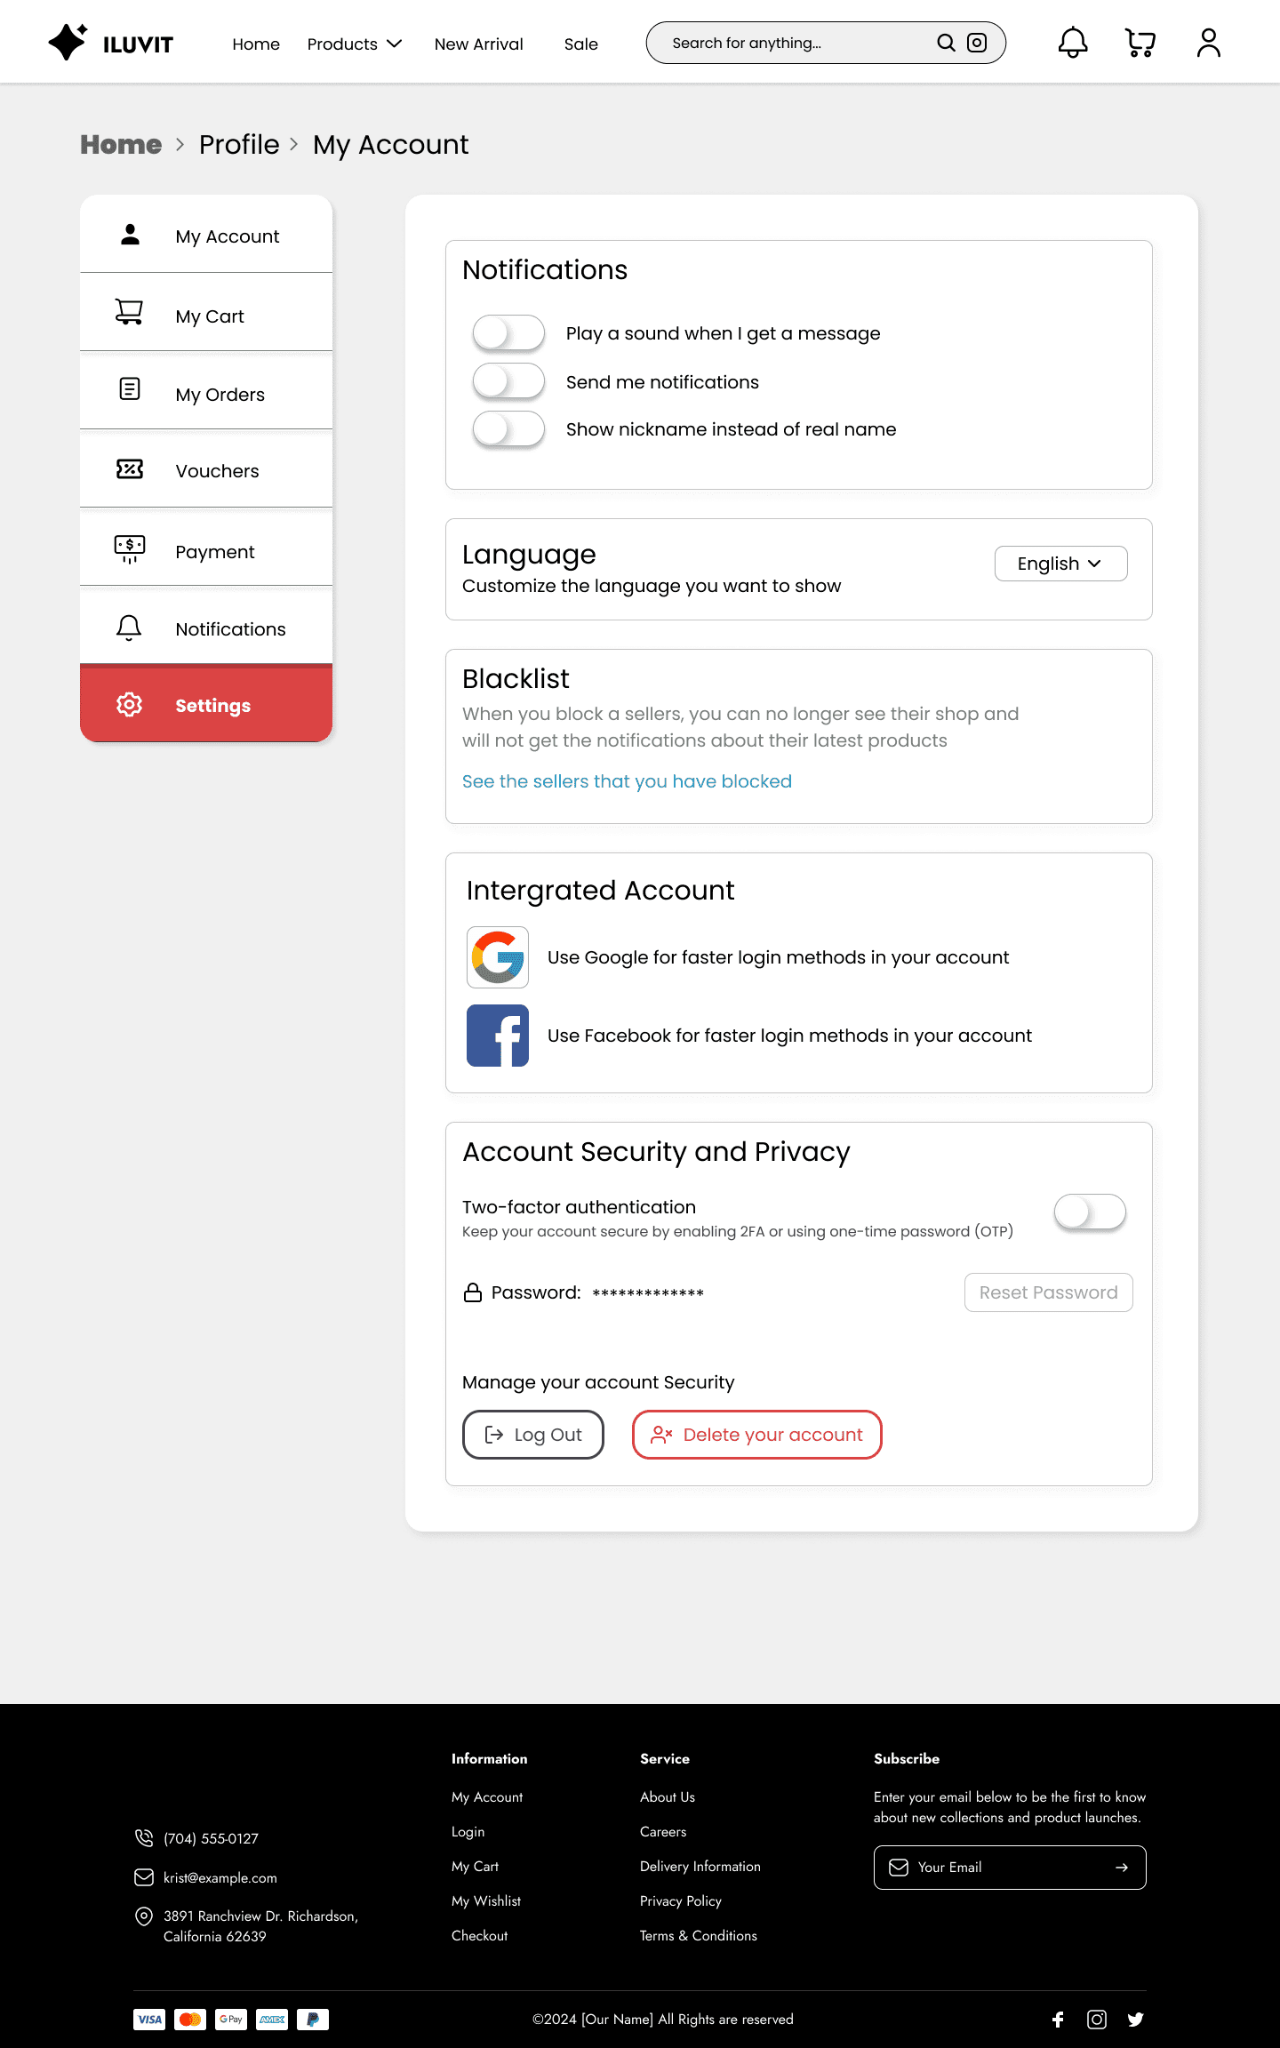 ILUVIT
Home
Products
New Arrival
Sale
Search for anything...
Home > Profile > My Account
My Account
My Cart
My Orders
Vouchers
Payment
Notifications
Settings
Notifications
Play a sound when I get a message
Send me notifications
Show nickname instead of real name
Language
Customize the language you want to show
English
Blacklist
When you block a sellers, you can no longer see their shop and
will not get the notifications about their latest products
See the sellers that you have blocked
Intergrated Account
Use Google for faster login methods in your account
Use Facebook for faster login methods in your account
Account Security and Privacy
Two-factor authentication
Keep your account secure by enabling 2FA or using one-time password (OTP)
Password: *************
Reset Password
Manage your account Security
Log Out
Delete your account
(704) 555-0127
krist@example.com
3891 Ranchview Dr. Richardson,
California 62639
Information
My Account
Login
My Cart
My Wishlist
Checkout
Service
About Us
Careers
Delivery Information
Privacy Policy
Terms & Conditions
Subscribe
Enter your email below to be the first to know
about new collections and product launches.
Your Email
VISA
G Pay
AMEX
©2024 [Our Name] All Rights are reserved